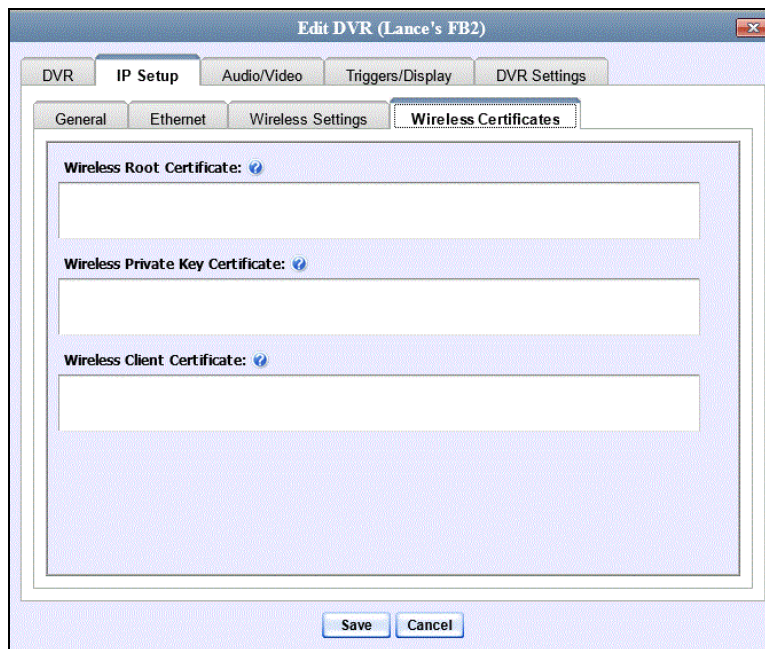 Edit DVR (Lance's FB2)
DVR IP Setup Audio/Video Triggers/Display DVR Settings
General Ethernet Wireless Settings Wireless Certificates
Wireless Root Certificate: ?
Wireless Private Key Certificate: ?
Wireless Client Certificate: ?
Save Cancel